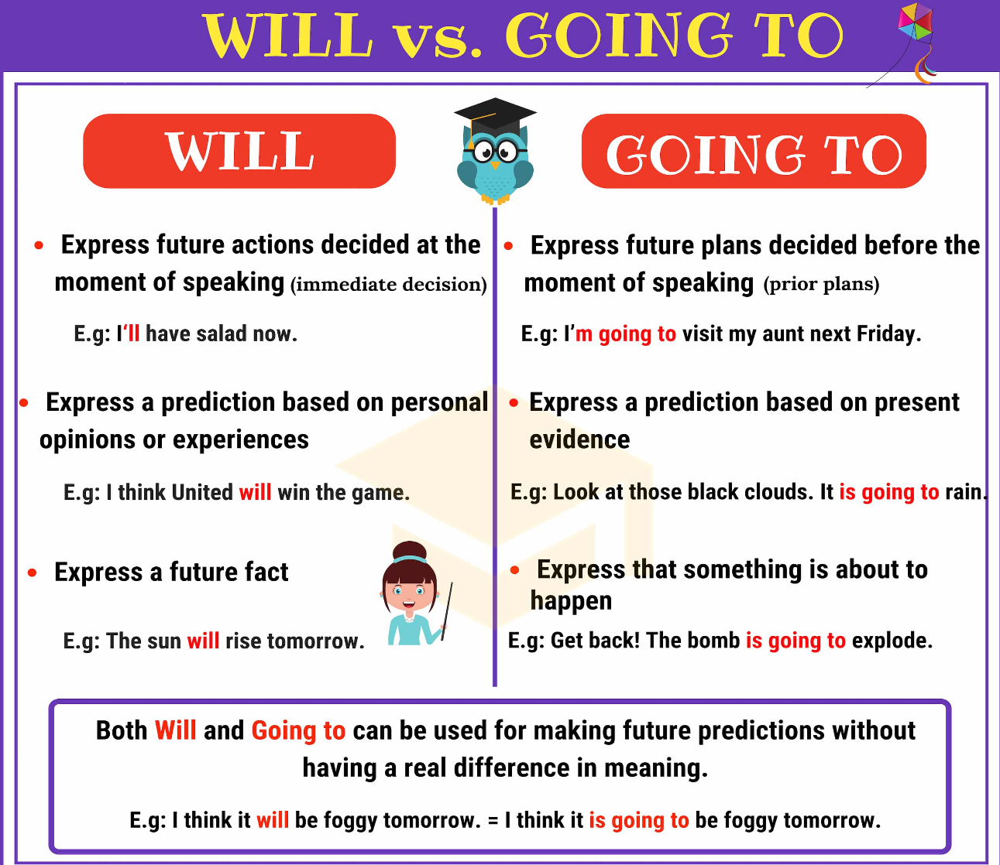 WILL vs. GOING TO
WILL
• Express future actions decided at the
moment of speaking (immediate decision)
E.g: I‘ll have salad now.
• Express a prediction based on personal
opinions or experiences
E.g: I think United will win the game.
• Express a future fact
E.g: The sun will rise tomorrow.
GOING TO
• Express future plans decided before the
moment of speaking (prior plans)
E.g: I’m going to visit my aunt next Friday.
• Express a prediction based on present
evidence
E.g: Look at those black clouds. It is going to rain.
• Express that something is about to
happen
E.g: Get back! The bomb is going to explode.
Both Will and Going to can be used for making future predictions without
having a real difference in meaning.
E.g: I think it will be foggy tomorrow. = I think it is going to be foggy tomorrow.